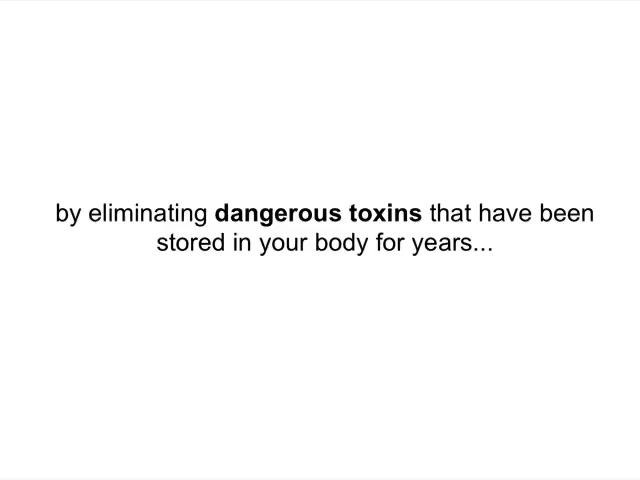 by eliminating dangerous toxins that have been
stored in your body for years...